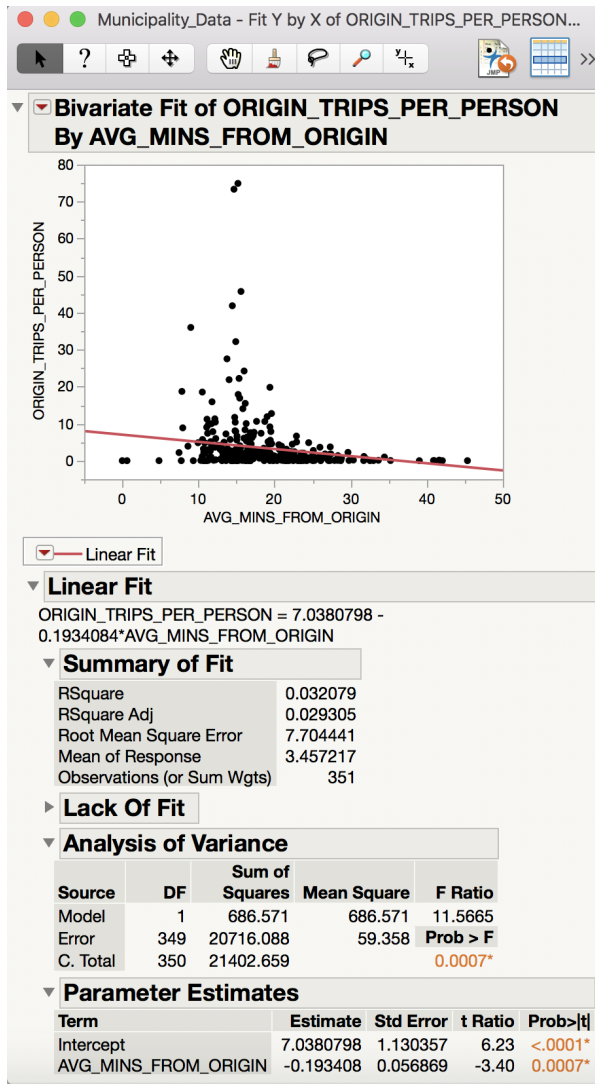 Municipality_Data - Fit Y by X of ORIGIN_TRIPS_PER_PERSON...
?
y
x
JMP
>>
Bivariate Fit of ORIGIN_TRIPS_PER_PERSON
By AVG_MINS_FROM_ORIGIN
80
70
60
50
40
30
20
10
0
ORIGIN_TRIPS_PER_PERSON
0 10 20 30 40 50
AVG_MINS_FROM_ORIGIN
Linear Fit
Linear Fit
ORIGIN_TRIPS_PER_PERSON = 7.0380798 -
0.1934084*AVG_MINS_FROM_ORIGIN
Summary of Fit
RSquare 0.032079
RSquare Adj 0.029305
Root Mean Square Error 7.704441
Mean of Response 3.457217
Observations (or Sum Wgts) 351
Lack Of Fit
Analysis of Variance
Sum of
Source DF Squares Mean Square F Ratio
Model 1 686.571 686.571 11.5665
Error 349 20716.088 59.358 Prob > F
C. Total 350 21402.659 0.0007*
Parameter Estimates
Term Estimate Std Error t Ratio Prob>|t|
Intercept 7.0380798 1.130357 6.23 <.0001*
AVG_MINS_FROM_ORIGIN -0.193408 0.056869 -3.40 0.0007*